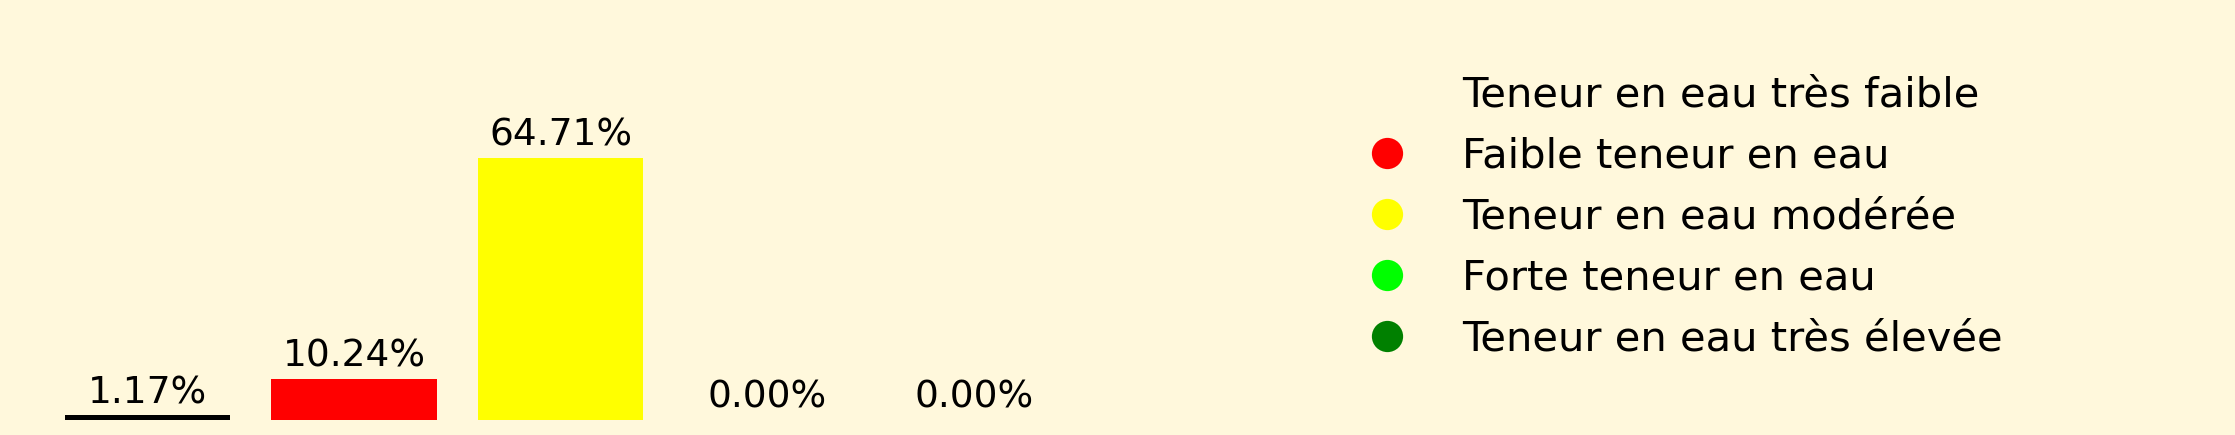 1.17%
10.24%
64.71%
0.00%
0.00%
Teneur en eau très faible
Faible teneur en eau
Teneur en eau modérée
Forte teneur en eau
Teneur en eau très élevée